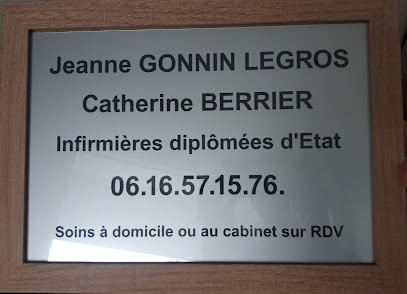 Jeanne GONNIN LEGROS
Catherine BERRIER
Infirmières diplômées d'Etat
06.16.57.15.76.
Soins à domicile ou au cabinet sur RDV